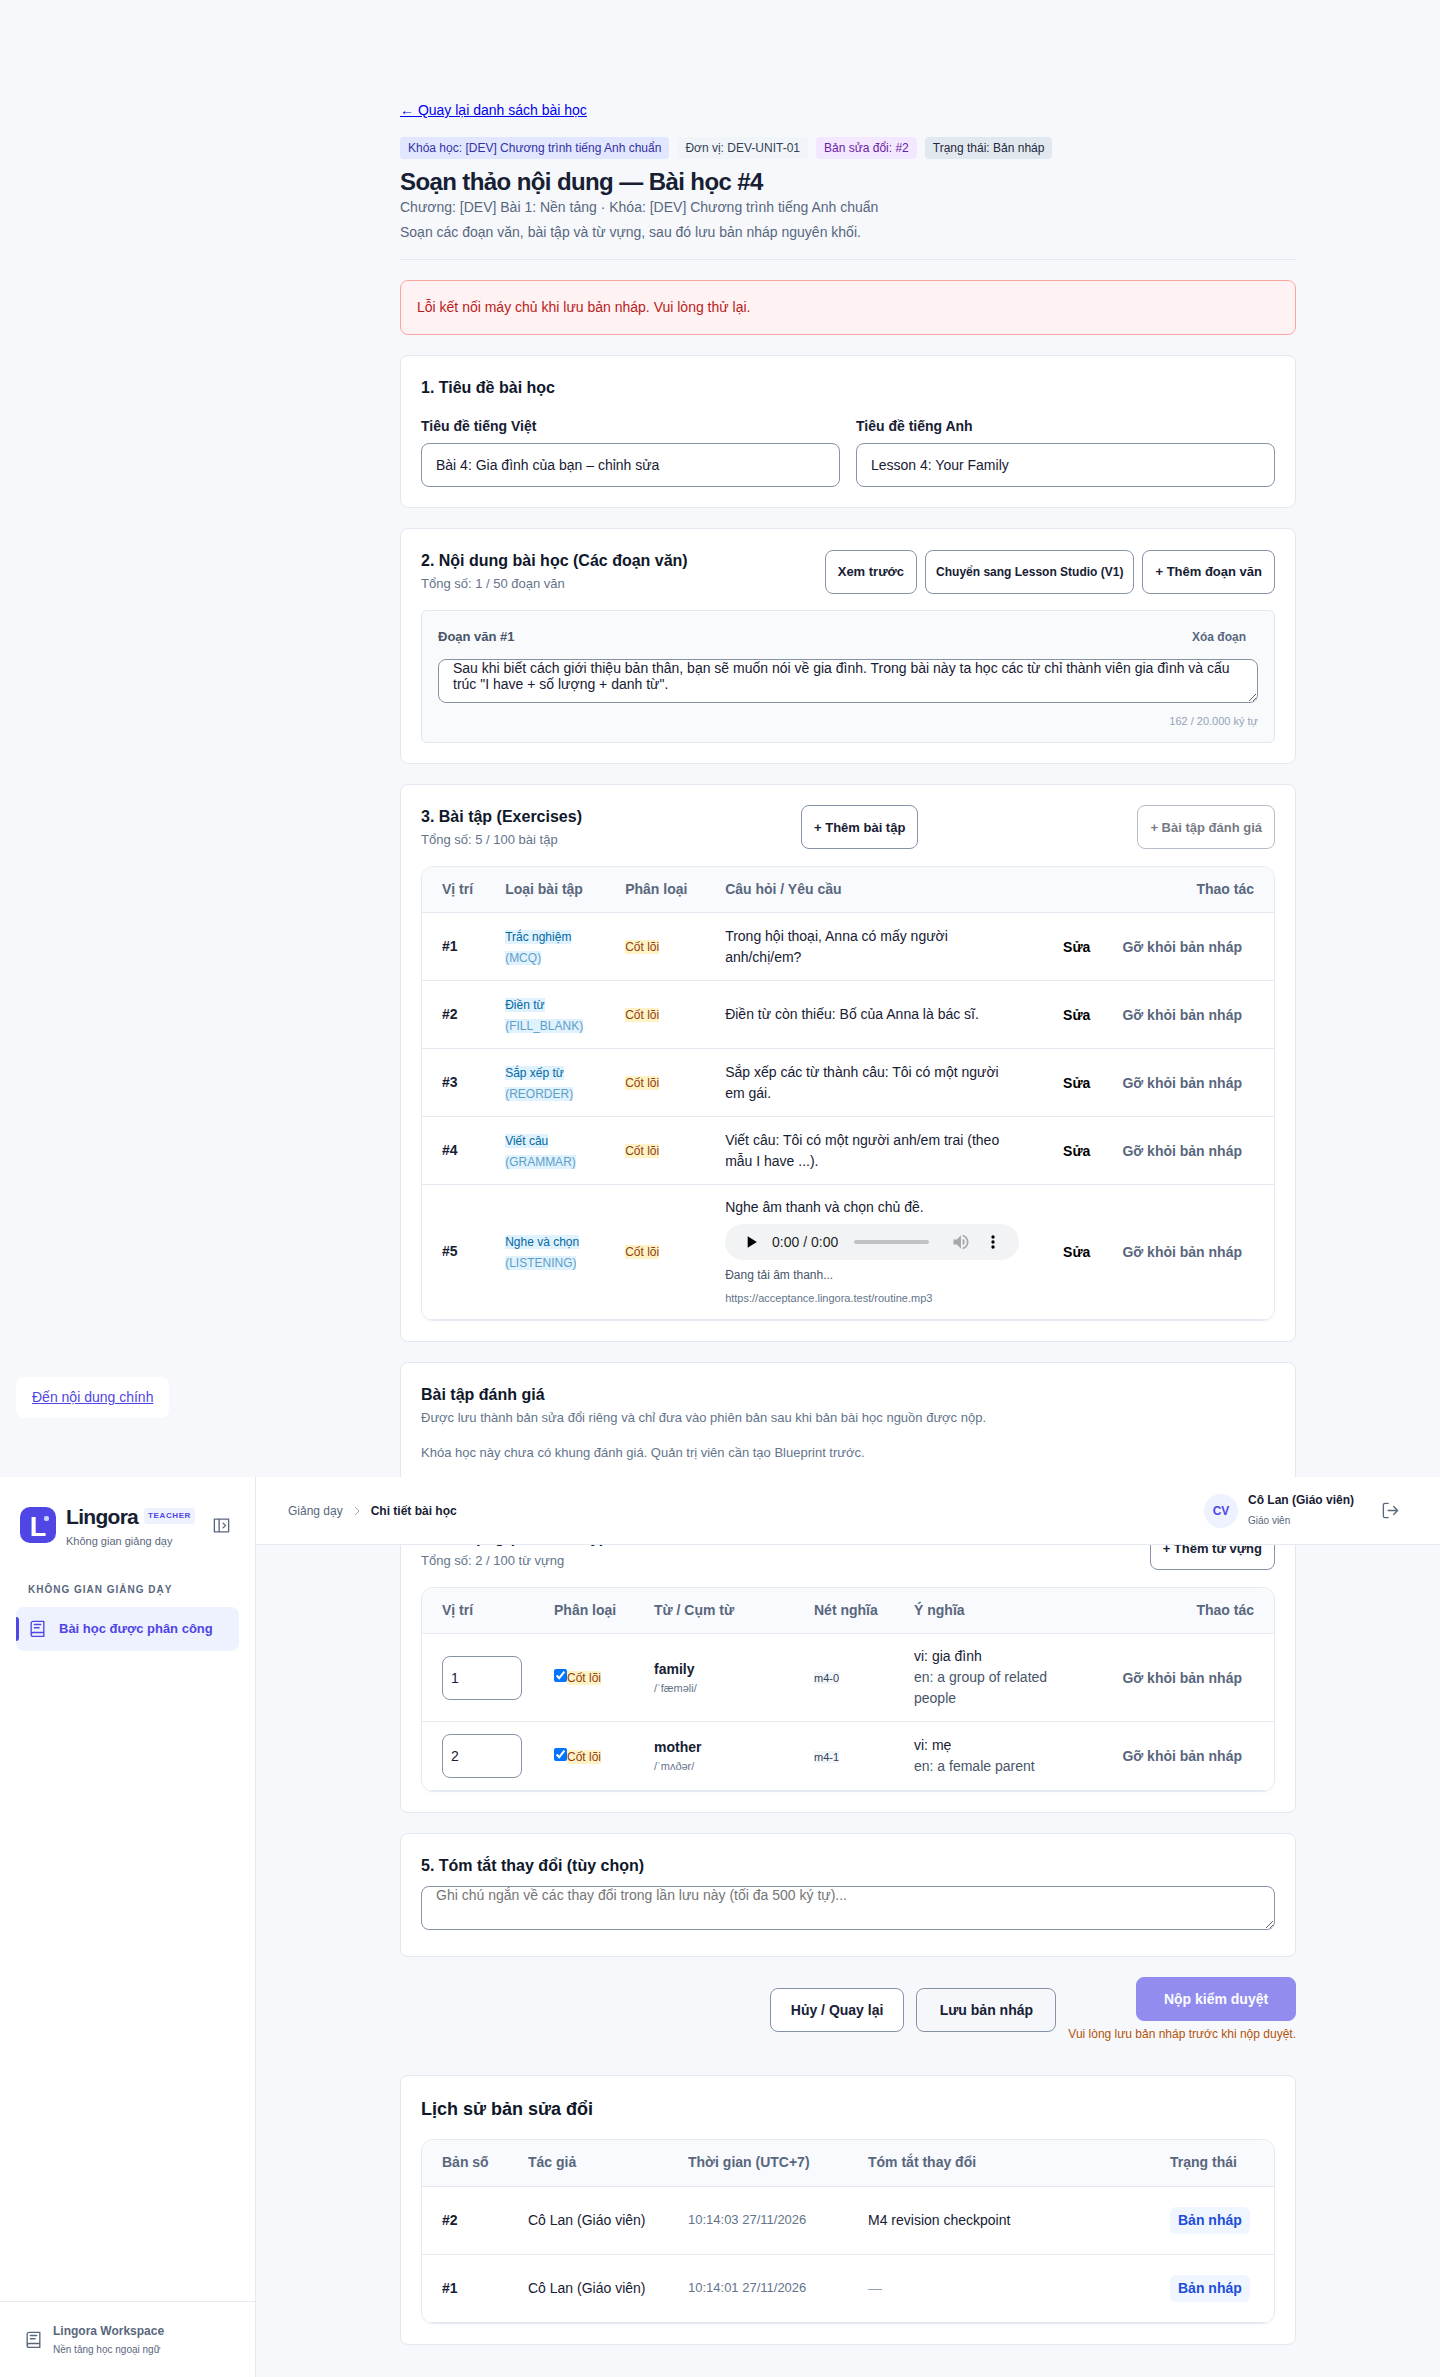 ← Quay lại danh sách bài học
Khóa học: [DEV] Chương trình tiếng Anh chuẩn
Đơn vị: DEV-UNIT-01
Bản sửa đổi: #2
Trạng thái: Bản nháp
Soạn thảo nội dung — Bài học #4
Chương: [DEV] Bài 1: Nền tảng · Khóa: [DEV] Chương trình tiếng Anh chuẩn
Soạn các đoạn văn, bài tập và từ vựng, sau đó lưu bản nháp nguyên khối.
Lỗi kết nối máy chủ khi lưu bản nháp. Vui lòng thử lại.
1. Tiêu đề bài học
Tiêu đề tiếng Việt
Tiêu đề tiếng Anh
Bài 4: Gia đình của bạn – chỉnh sửa
Lesson 4: Your Family
2. Nội dung bài học (Các đoạn văn)
Tổng số: 1 / 50 đoạn văn
Xem trước
Chuyển sang Lesson Studio (V1)
+ Thêm đoạn văn
Đoạn văn #1
Xóa đoạn
Sau khi biết cách giới thiệu bản thân, bạn sẽ muốn nói về gia đình. Trong bài này ta học các từ chỉ thành viên gia đình và cấu
trúc "I have + số lượng + danh từ".
162 / 20.000 ký tự
3. Bài tập (Exercises)
Tổng số: 5 / 100 bài tập
+ Thêm bài tập
+ Bài tập đánh giá
Vị trí Loại bài tập Phân loại Câu hỏi / Yêu cầu Thao tác
#1 Trắc nghiệm (MCQ) Cốt lõi Trong hội thoại, Anna có mấy người anh/chị/em? Sửa Gỡ khỏi bản nháp
#2 Điền từ (FILL_BLANK) Cốt lõi Điền từ còn thiếu: Bố của Anna là bác sĩ. Sửa Gỡ khỏi bản nháp
#3 Sắp xếp từ (REORDER) Cốt lõi Sắp xếp các từ thành câu: Tôi có một người em gái. Sửa Gỡ khỏi bản nháp
#4 Viết câu (GRAMMAR) Cốt lõi Viết câu: Tôi có một người anh/em trai (theo mẫu I have ...). Sửa Gỡ khỏi bản nháp
#5 Nghe và chọn (LISTENING) Cốt lõi Nghe âm thanh và chọn chủ đề. Sửa Gỡ khỏi bản nháp
0:00 / 0:00
Đang tải âm thanh...
https://acceptance.lingora.test/routine.mp3
Bài tập đánh giá
Đến nội dung chính
Được lưu thành bản sửa đổi riêng và chỉ đưa vào phiên bản sau khi bản bài học nguồn được nộp.
Khóa học này chưa có khung đánh giá. Quản trị viên cần tạo Blueprint trước.
Lingora TEACHER
Không gian giảng dạy
Giảng dạy
Chi tiết bài học
CV
Cô Lan (Giáo viên)
Giáo viên
KHÔNG GIAN GIẢNG DẠY
Bài học được phân công
Tổng số: 2 / 100 từ vựng
+ Thêm từ vựng
Vị trí Phân loại Từ / Cụm từ Nét nghĩa Ý nghĩa Thao tác
1 Cốt lõi family /ˈfæməli/ m4-0 vi: gia đình en: a group of related people Gỡ khỏi bản nháp
2 Cốt lõi mother /ˈmʌðər/ m4-1 vi: mẹ en: a female parent Gỡ khỏi bản nháp
5. Tóm tắt thay đổi (tùy chọn)
Ghi chú ngắn về các thay đổi trong lần lưu này (tối đa 500 ký tự)...
Hủy / Quay lại
Lưu bản nháp
Nộp kiểm duyệt
Vui lòng lưu bản nháp trước khi nộp duyệt.
Lịch sử bản sửa đổi
Bản số Tác giả Thời gian (UTC+7) Tóm tắt thay đổi Trạng thái
#2 Cô Lan (Giáo viên) 10:14:03 27/11/2026 M4 revision checkpoint Bản nháp
#1 Cô Lan (Giáo viên) 10:14:01 27/11/2026 — Bản nháp
Lingora Workspace
Nền tảng học ngoại ngữ